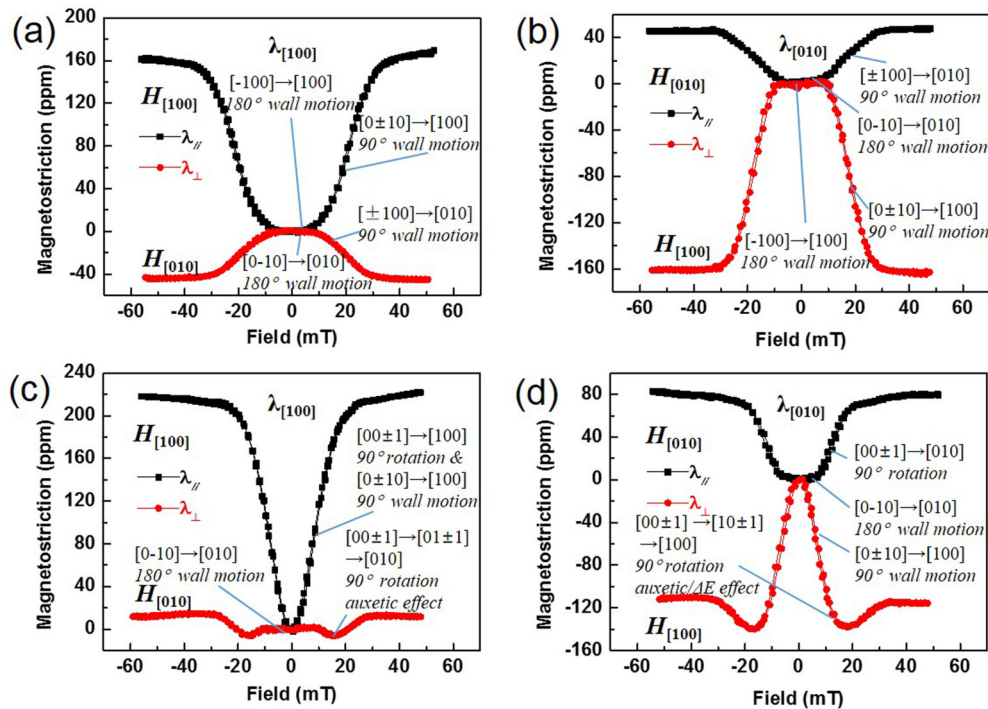 (a)
λ[100]
[-100]→[100]
180° wall motion
H[100]
λ//
λ⊥
[0±10]→[100]
90° wall motion
[±100]→[010]
90° wall motion
H[010]
[0-10]→[010]
180° wall motion
200
160
120
80
40
0
-40
-60 -40 -20 0 20 40 60
Magnetostriction (ppm)
Field (mT)
(b)
λ[010]
H[010]
λ//
λ⊥
[±100]→[010]
90° wall motion
[0-10]→[010]
180° wall motion
[0±10]→[100]
90° wall motion
H[100]
[-100]→[100]
180° wall motion
40
0
-40
-80
-120
-160
-60 -40 -20 0 20 40 60
Magnetostriction (ppm)
Field (mT)
(c)
λ[100]
H[100]
λ//
λ⊥
[00±1]→[100]
90° rotation &
[0±10]→[100]
90° wall motion
[00±1]→[01±1]
→[010]
90° rotation
auxetic effect
[0-10]→[010]
180° wall motion
H[010]
240
200
160
120
80
40
0
-40
-60 -40 -20 0 20 40 60
Magnetostriction (ppm)
Field (mT)
(d)
λ[010]
H[010]
λ//
λ⊥
[00±1]→[010]
90° rotation
[0-10]→[010]
180° wall motion
[00±1]→[10±1]
→[100]
90° rotation
auxetic/ΔE effect
[0±10]→[100]
90° wall motion
H[100]
80
40
0
-40
-80
-120
-160
-60 -40 -20 0 20 40 60
Magnetostriction (ppm)
Field (mT)